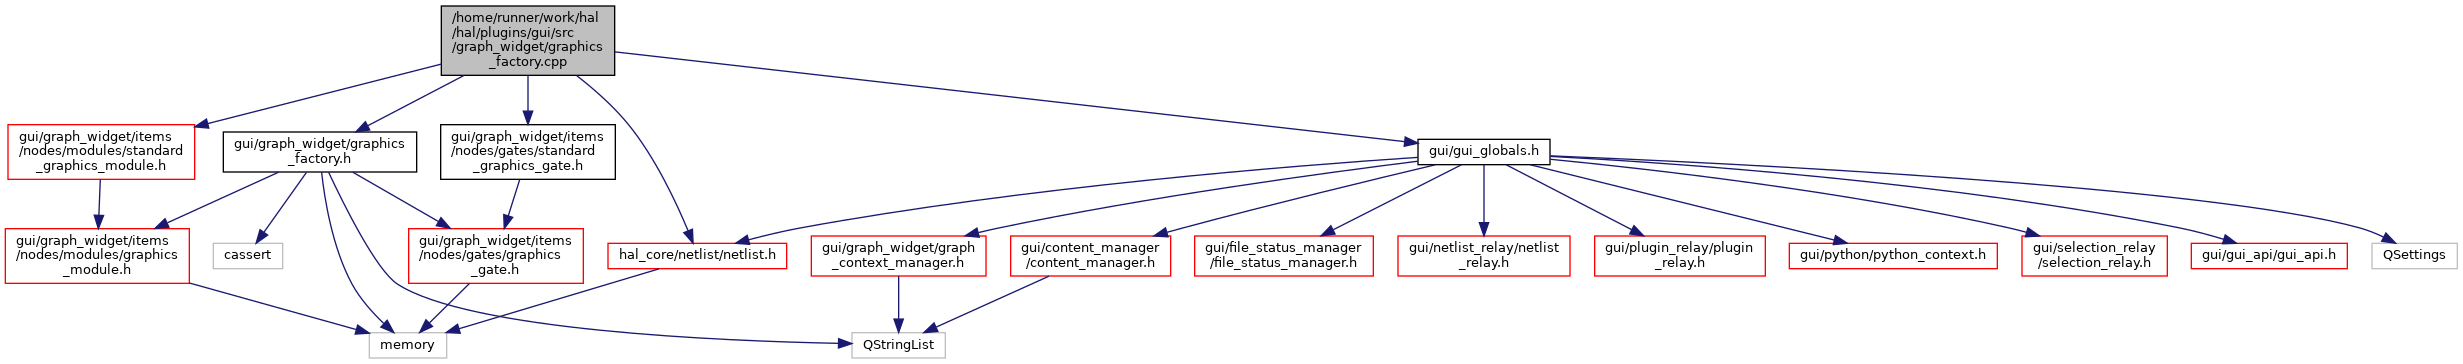 /home/runner/work/hal
/hal/plugins/gui/src
/graph_widget/graphics
_factory.cpp
gui/graph_widget/items
/nodes/modules/standard
_graphics_module.h
gui/graph_widget/graphics
_factory.h
gui/graph_widget/items
/nodes/gates/standard
_graphics_gate.h
gui/gui_globals.h
gui/graph_widget/items
/nodes/modules/graphics
_module.h
cassert
gui/graph_widget/items
/nodes/gates/graphics
_gate.h
hal_core/netlist/netlist.h
gui/graph_widget/graph
_context_manager.h
gui/content_manager
/content_manager.h
gui/file_status_manager
/file_status_manager.h
gui/netlist_relay/netlist
_relay.h
gui/plugin_relay/plugin
_relay.h
gui/python/python_context.h
gui/selection_relay
/selection_relay.h
gui/gui_api/gui_api.h
QSettings
memory
QStringList